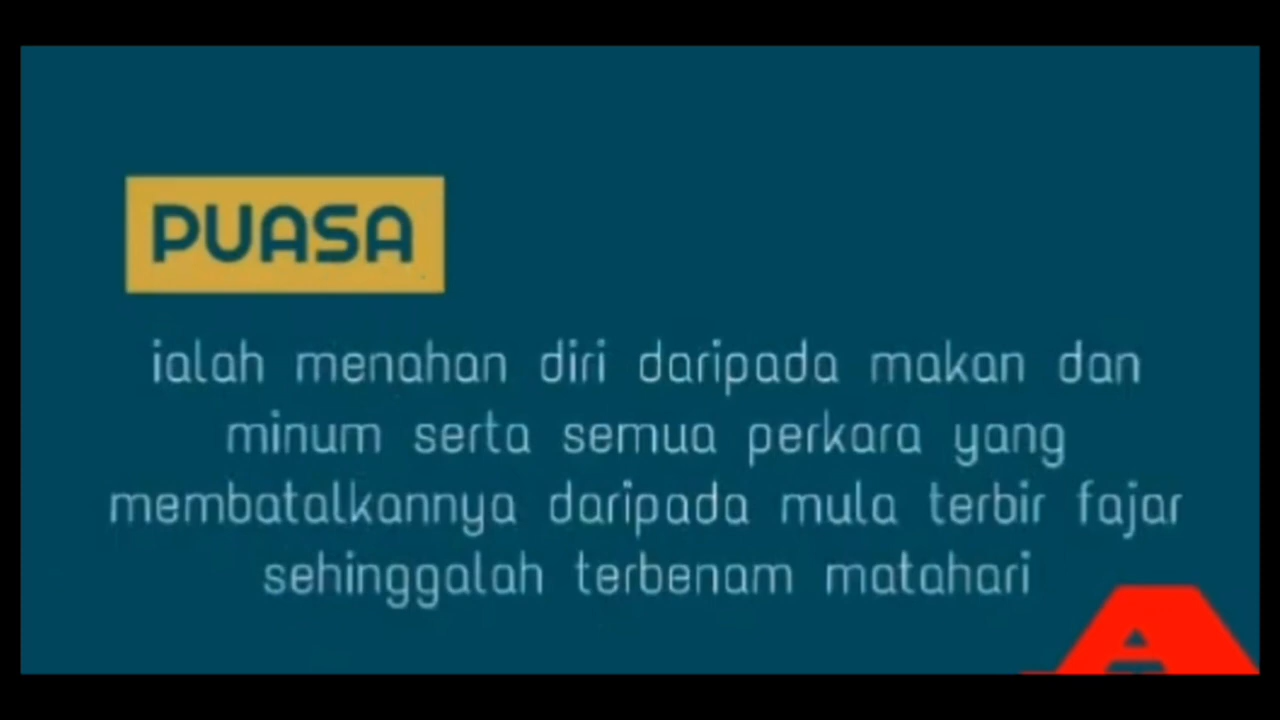 PUASA
ialah menahan diri daripada makan dan
minum serta semua perkara yang
membatalkannya daripada mula terbir fajar
sehinggalah terbenam matahari
A